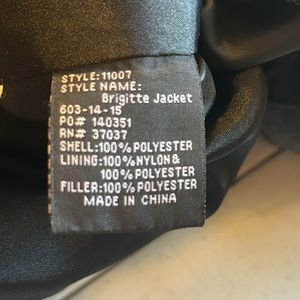 STYLE:11007
STYLE NAME:
Brigitte Jacket
603-14-15
PO# 140351
RN# 37037
SHELL:100%POLYESTER
LINING:100%NYLON&
100%POLYESTER
FILLER:100%POLYESTER
MADE IN CHINA